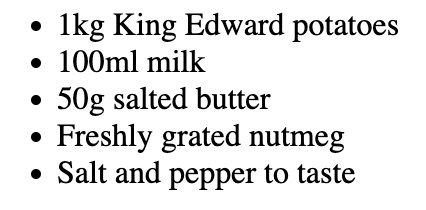 • 1kg King Edward potatoes
• 100ml milk
• 50g salted butter
• Freshly grated nutmeg
• Salt and pepper to taste